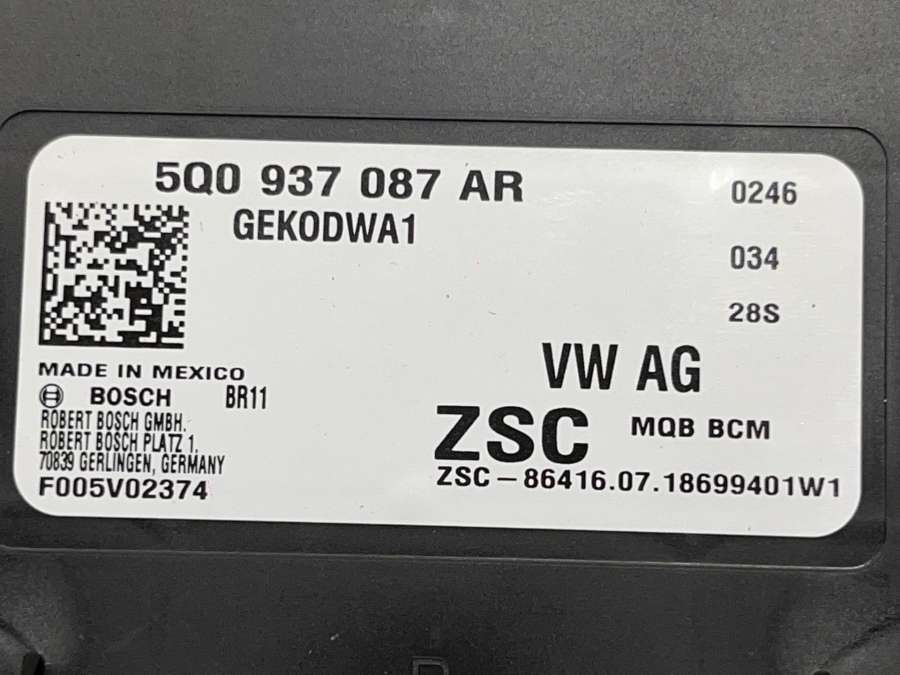 5Q0 937 087 AR
0246
GEKODWA1
034
28S
MADE IN MEXICO
VW AG
BOSCH BR11
ZSC MQB BCM
ROBERT BOSCH GMBH.
ROBERT BOSCH PLATZ 1,
70839 GERLINGEN, GERMANY
ZSC-86416.07.18699401W1
F005V02374